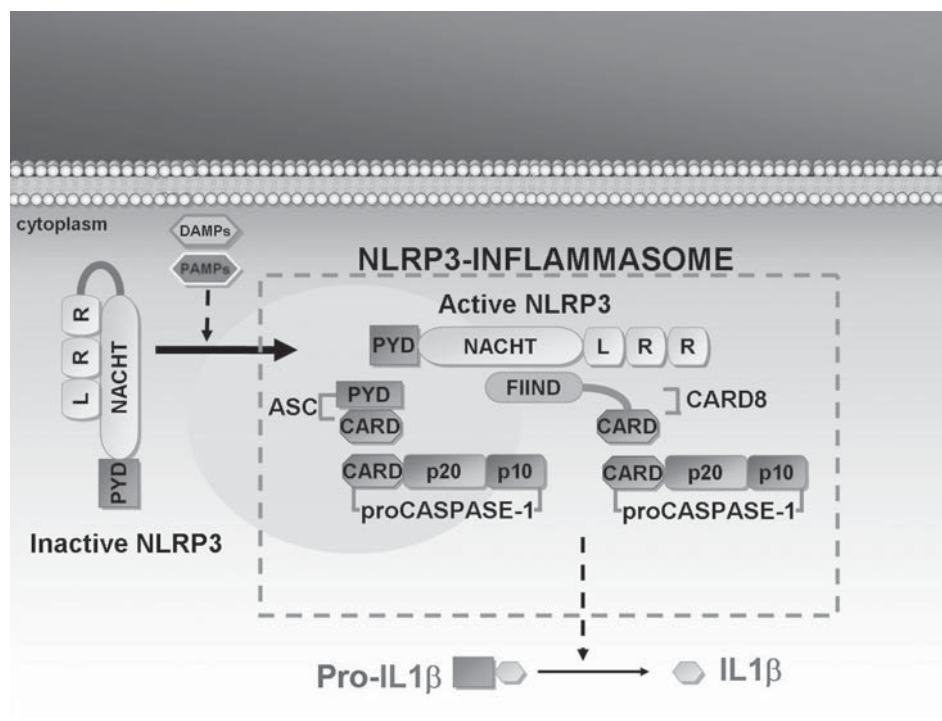 cytoplasm
DAMPs
PAMPs
R
R
L
NACHT
PYD
Inactive NLRP3
NLRP3-INFLAMMASOME
Active NLRP3
PYD NACHT L R R
ASC
PYD
CARD
FIIND
CARD
CARD8
CARD p20 p10
proCASPASE-1
CARD p20 p10
proCASPASE-1
Pro-IL1β
IL1β